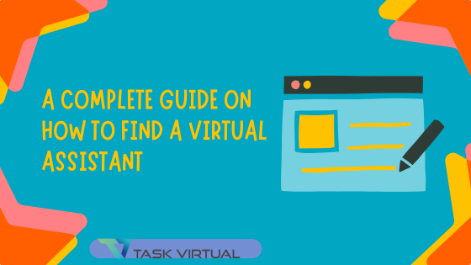 A COMPLETE GUIDE ON
HOW TO FIND A VIRTUAL
ASSISTANT
TASK VIRTUAL